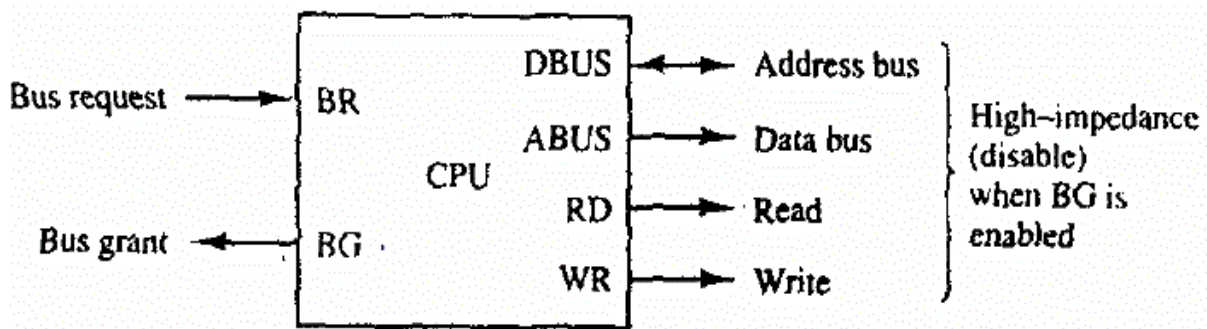 DBUS
Address bus
Bus request
BR
High-impedance
(disable)
when BG is
enabled
ABUS
Data bus
CPU
RD
Read
Bus grant
BG
WR
Write